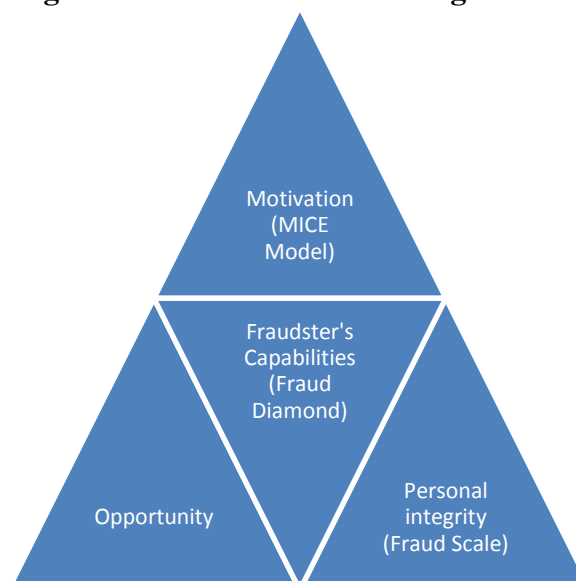 Motivation
(MICE
Model)
Fraudster's
Capabilities
(Fraud
Diamond)
Opportunity
Personal
integrity
(Fraud Scale)